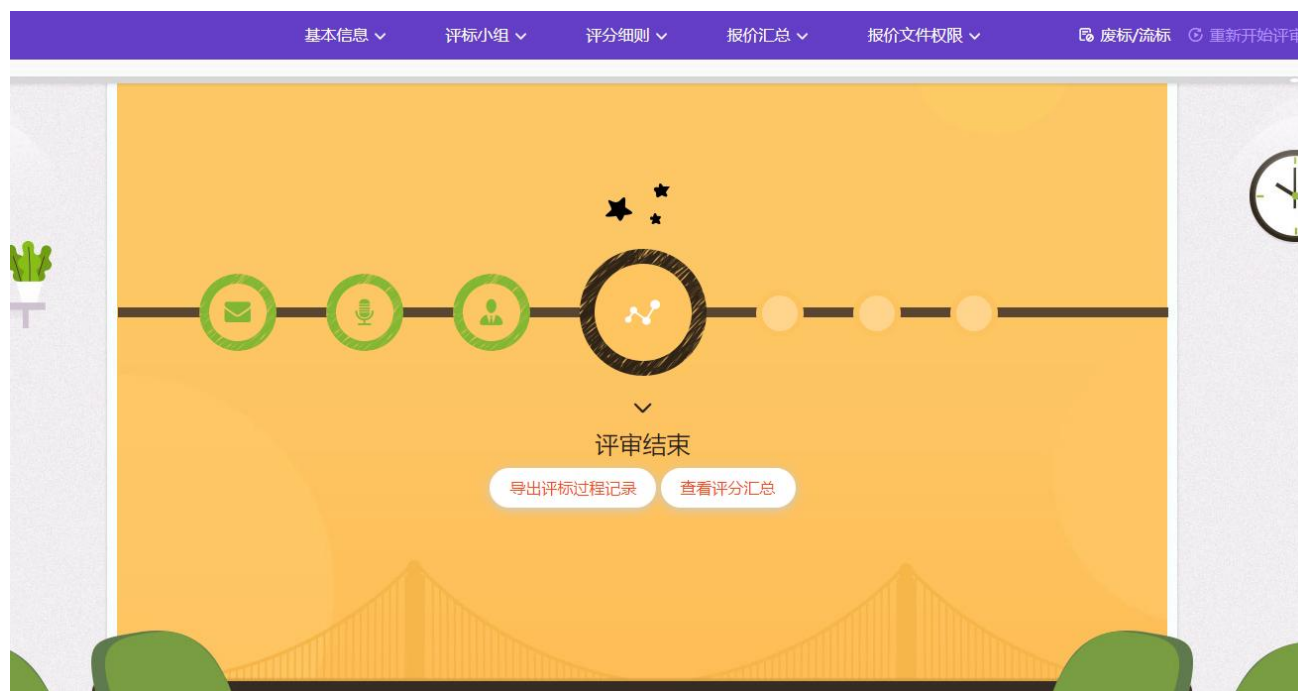 基本信息
评标小组
评分细则
报价汇总
报价文件权限
废标/流标
重新开始评审
评审结束
导出评标过程记录
查看评分汇总